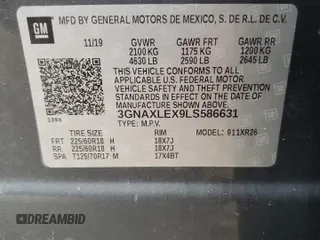 GM
MFD BY GENERAL MOTORS DE MEXICO, S. DE R.L. DE C.V.
11/19 GVWR GAWR FRT GAWR RR
2100 KG 1175 KG 1200 KG
4630 LB 2590 LB 2645 LB
THIS VEHICLE CONFORMS TO ALL APPLICABLE
U.S. FEDERAL MOTOR
VEHICLE SAFETY AND THEFT PREVENTION
STANDARDS IN EFFECT ON THE DATE OF
MANUFACTURE SHOWN ABOVE.
139X
3GNAXLEX9LS586631
TYPE: M.P.V. MODEL: 911XR26
TIRE SIZE RIM
FRT 225/60R18 H 18X7J
RR 225/60R18 H 18X7J
SPA T125/70R17 M 17X4BT
DREAMBID